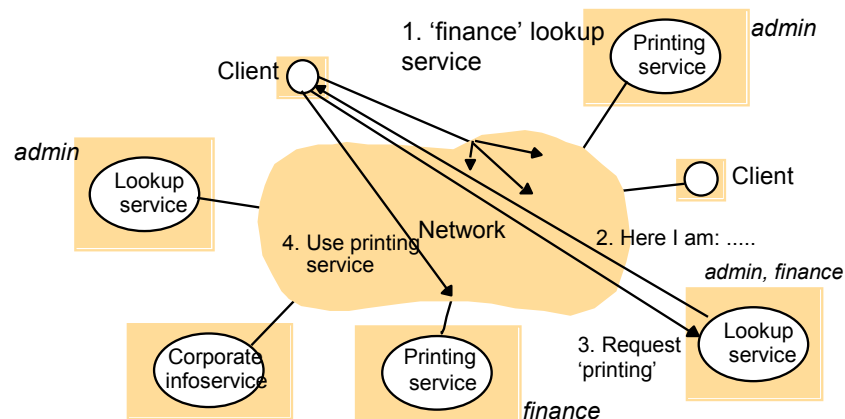 1. ‘finance’ lookup
service
admin
Printing
service
Client
admin
Lookup
service
Client
Network
4. Use printing
service
2. Here I am: .....
admin, finance
Lookup
service
3. Request
‘printing’
Corporate
infoservice
Printing
service
finance